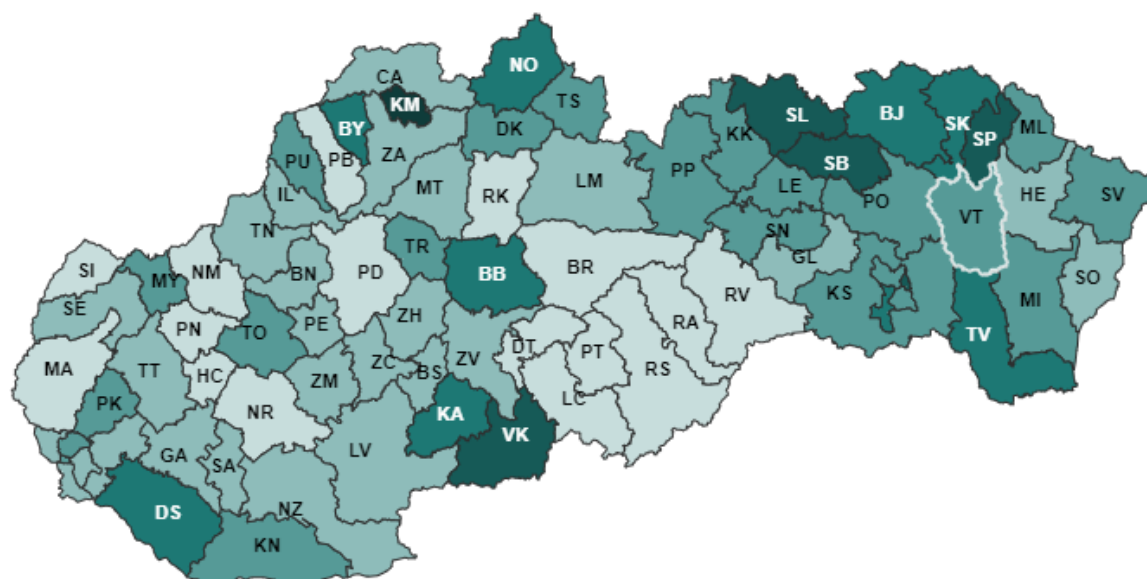 NO
CA
KM
TS
SL
BJ
SK
SP
ML
BY
DK
KK
PU
PB
ZA
SB
PP
LM
LE
HE
MT
RK
PO
SV
IL
VT
TN
TR
SN
GL
SI
NM
MY
BN
PD
BB
BR
RV
SO
SE
KS
MI
PN
TO
PE
ZH
RA
TV
MA
TT
HC
ZM
ZC
BS
ZV
DT
PT
RS
PK
NR
KA
LC
VK
GA
SA
LV
DS
NZ
KN